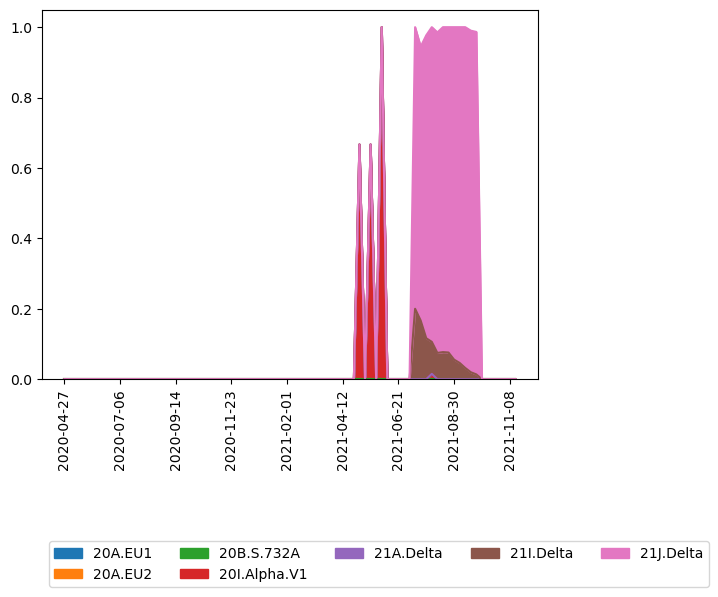 1.0
0.8
0.6
0.4
0.2
0.0
2020-04-27
2020-07-06
2020-09-14
2020-11-23
2021-02-01
2021-04-12
2021-06-21
2021-08-30
2021-11-08
20A.EU1
20B.S.732A
21A.Delta
21I.Delta
21J.Delta
20A.EU2
20I.Alpha.V1